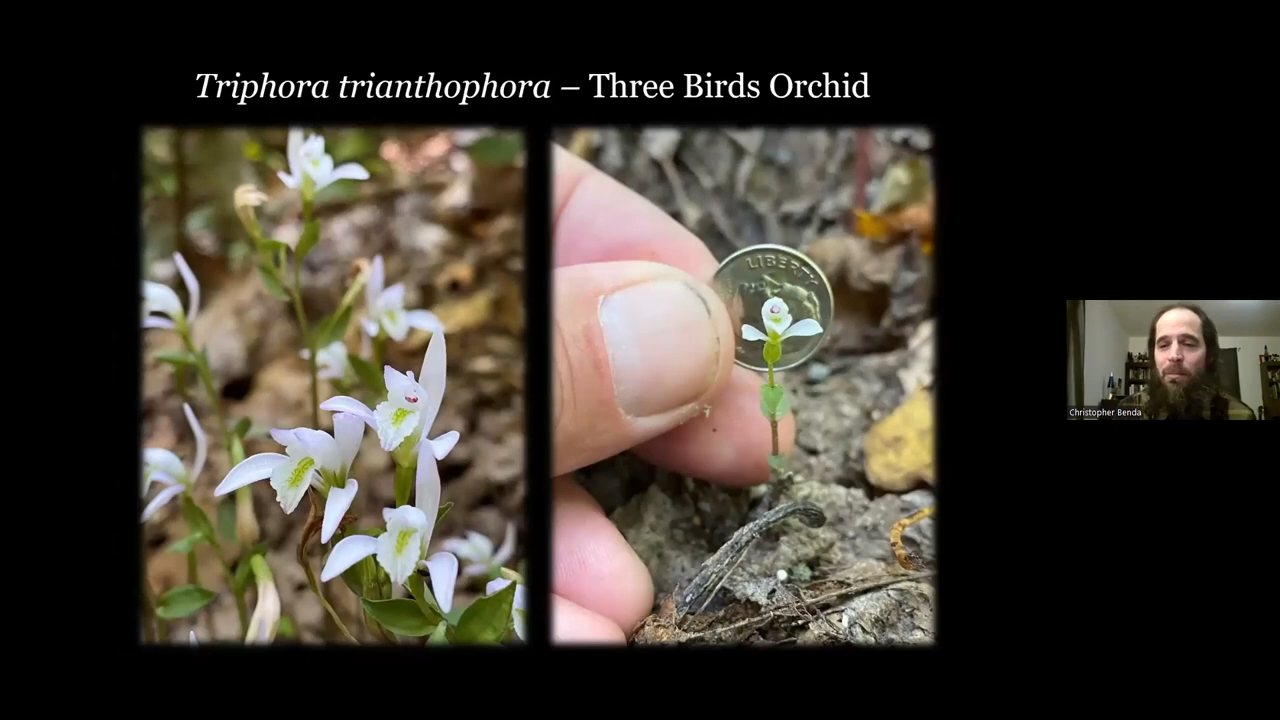 Triphora trianthophora – Three Birds Orchid
LIBERTY
Christopher Benda